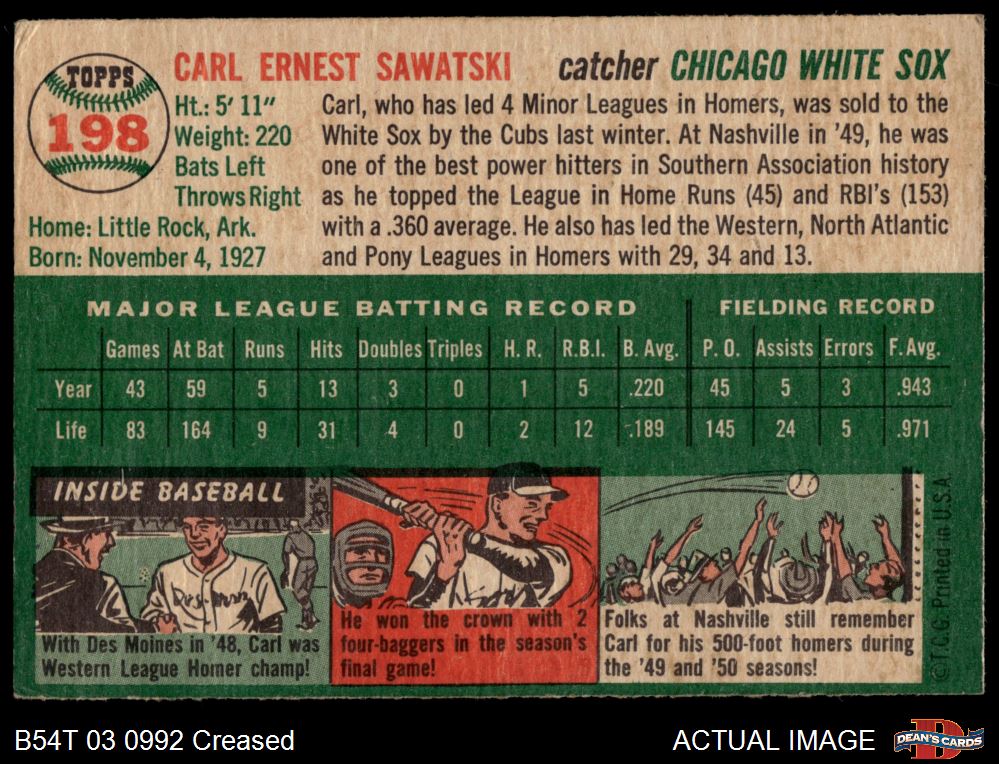 TOPPS
198
CARL ERNEST SAWATSKI catcher CHICAGO WHITE SOX
Ht.: 5' 11"
Weight: 220
Bats Left
Throws Right
Home: Little Rock, Ark.
Born: November 4, 1927
Carl, who has led 4 Minor Leagues in Homers, was sold to the
White Sox by the Cubs last winter. At Nashville in '49, he was
one of the best power hitters in Southern Association history
as he topped the League in Home Runs (45) and RBI's (153)
with a .360 average. He also has led the Western, North Atlantic
and Pony Leagues in Homers with 29, 34 and 13.
MAJOR LEAGUE BATTING RECORD FIELDING RECORD
Games At Bat Runs Hits Doubles Triples H. R. R.B.I. B. Avg. P. O. Assists Errors F. Avg.
Year 43 59 5 13 3 0 1 5 .220 45 5 3 .943
Life 83 164 9 31 4 0 2 12 .189 145 24 5 .971
INSIDE BASEBALL
With Des Moines in '48, Carl was
Western League Homer champ!
He won the crown with 2
four-baggers in the season's
final game!
Folks at Nashville still remember
Carl for his 500-foot homers during
the '49 and '50 seasons!
© T.C.G. Printed in U.S.A.
B54T 03 0992 Creased
ACTUAL IMAGE
DEAN'S CARDS